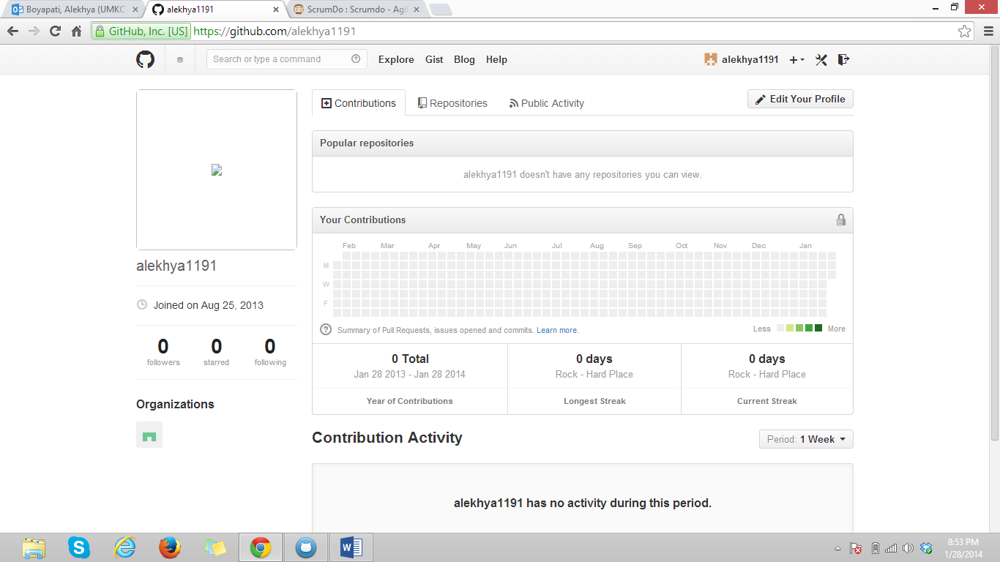 Boyapati, Alekhya (UMKC
alekhya1191
ScrumDo : Scrumdo - Agil
GitHub, Inc. [US] https://github.com/alekhya1191
Search or type a command
Explore Gist Blog Help
alekhya1191
Contributions
Repositories
Public Activity
Edit Your Profile
Popular repositories
alekhya1191 doesn't have any repositories you can view.
alekhya1191
Joined on Aug 25, 2013
0 0 0
followers starred following
Organizations
Your Contributions
Feb Mar Apr May Jun Jul Aug Sep Oct Nov Dec Jan
M
W
F
Summary of Pull Requests, issues opened and commits. Learn more.
Less More
0 Total
Jan 28 2013 - Jan 28 2014
Year of Contributions
0 days
Rock - Hard Place
Longest Streak
0 days
Rock - Hard Place
Current Streak
Contribution Activity
Period: 1 Week
alekhya1191 has no activity during this period.
8:53 PM
1/28/2014